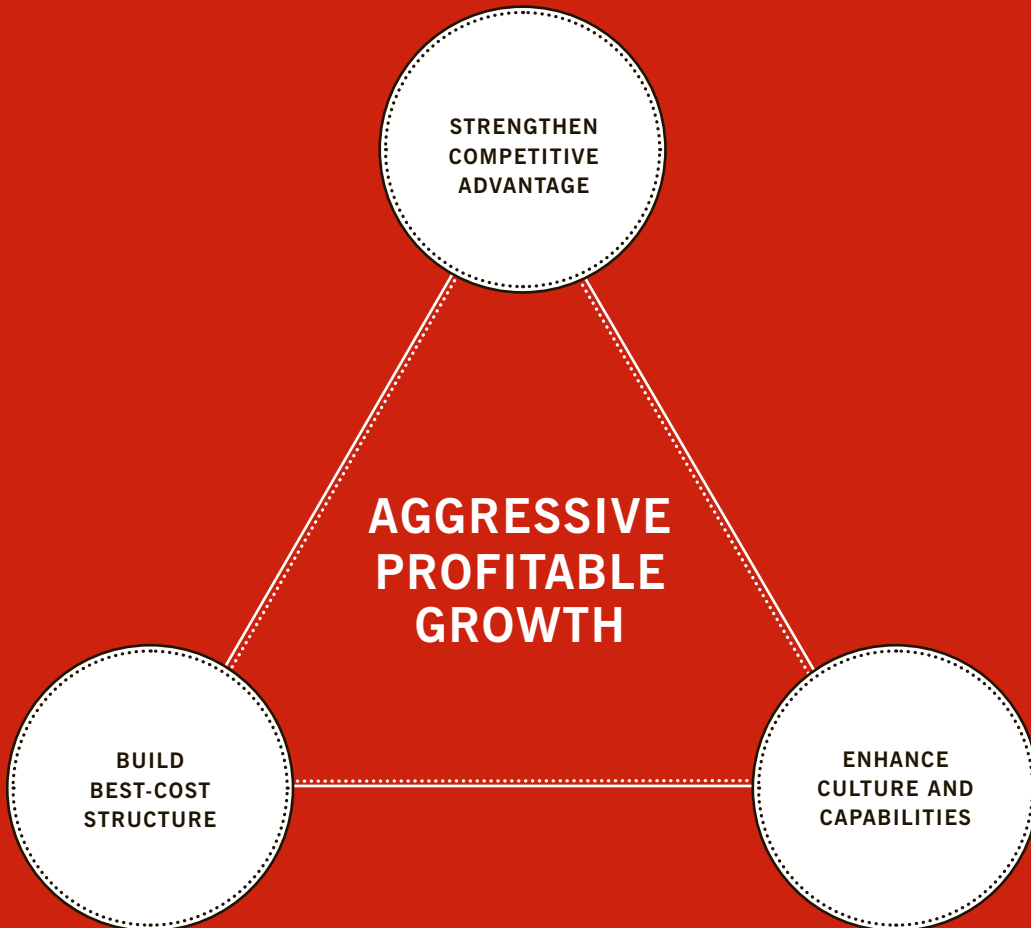 STRENGTHEN
COMPETITIVE
ADVANTAGE
AGGRESSIVE
PROFITABLE
GROWTH
BUILD
BEST-COST
STRUCTURE
ENHANCE
CULTURE AND
CAPABILITIES